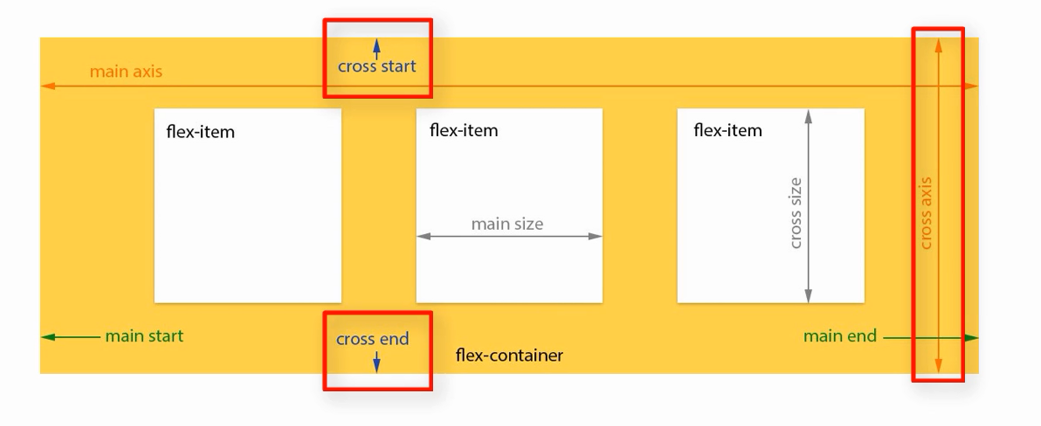 cross start
main axis
flex-item
flex-item
flex-item
main size
cross size
cross axis
main start
cross end
main end
flex-container